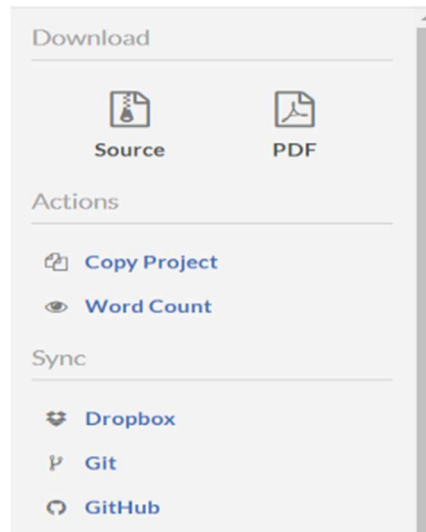 Download
Source PDF
Actions
Copy Project
Word Count
Sync
Dropbox
Git
GitHub